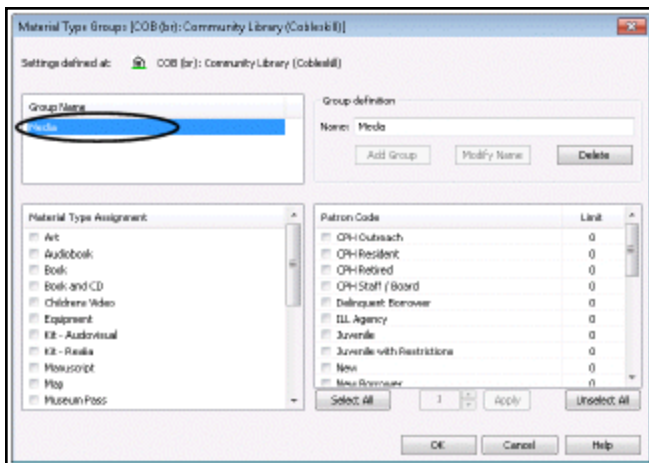 Material Type Groups [COB (br): Community Library (Cobleskill)]
Settings defined at: COB (br): Community Library (Cobleskill)
Group Name
Media
Group definition
Name: Media
Add Group Modify Name Delete
Material Type Assignment
Art
Audiobook
Book
Book and CD
Childrens Video
Equipment
Kit - Audiovisual
Kit - Realia
Manuscript
Map
Museum Pass
Patron Code Limit
CPH Outreach 0
CPH Resident 0
CPH Retired 0
CPH Staff / Board 0
Delinquent Borrower 0
ILL Agency 0
Juvenile 0
Juvenile with Restrictions 0
New 0
New Borrower 0
Select All 1 Apply Unselect All
OK Cancel Help